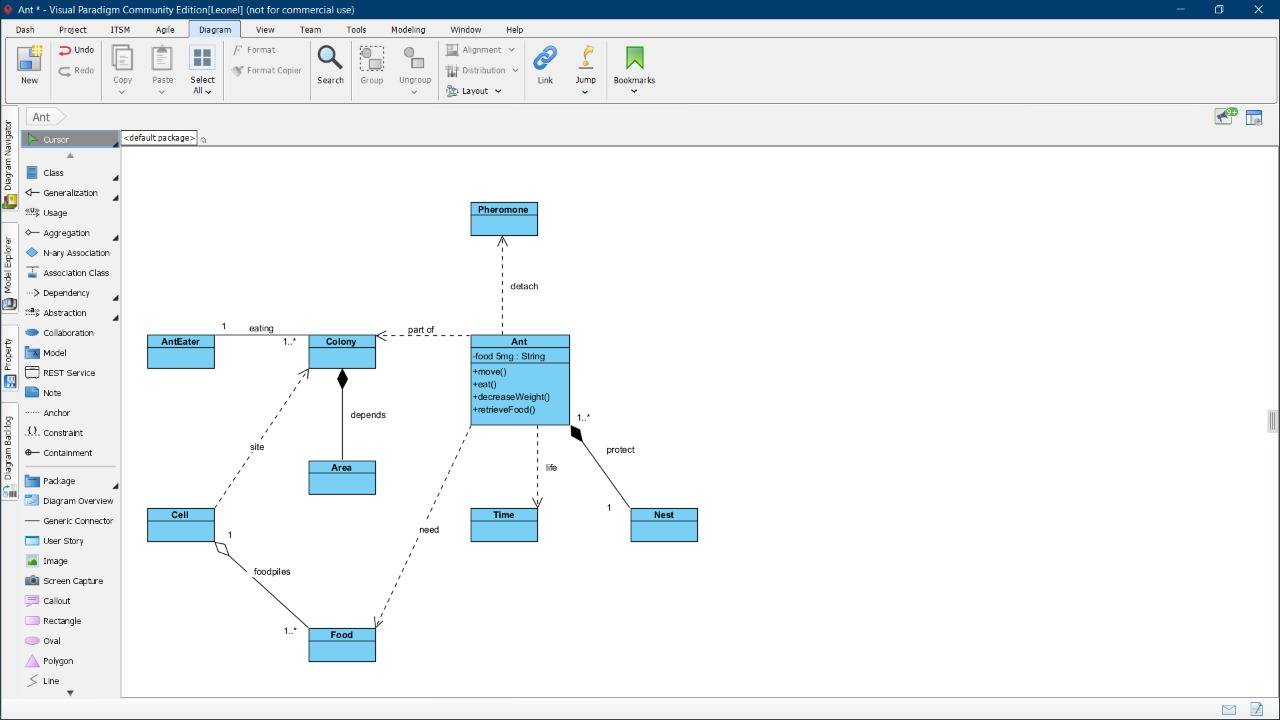 Ant * - Visual Paradigm Community Edition[Leonel] (not for commercial use)
Dash Project ITSM Agile Diagram View Team Tools Modeling Window Help
New
Undo
Redo
Copy
Paste
Select
All
Format
Format Copier
Search
Group
Ungroup
Alignment
Distribution
Layout
Link
Jump
Bookmarks
Ant
9+
Diagram Navigator
Model Explorer
Property
Diagram Backlog
Cursor
Class
Generalization
Usage
Aggregation
N-ary Association
Association Class
Dependency
Abstraction
Collaboration
Model
REST Service
Note
Anchor
Constraint
Containment
Package
Diagram Overview
Generic Connector
User Story
Image
Screen Capture
Callout
Rectangle
Oval
Polygon
Line
<default package>
Pheromone
detach
1 eating 1..*
part of
AntEater
Colony
Ant
-food 5mg : String
+move()
+eat()
+decreaseWeight()
+retrieveFood()
depends
1..*
protect
site
life
Area
1
Cell
Time
Nest
need
1
foodpiles
1..*
Food